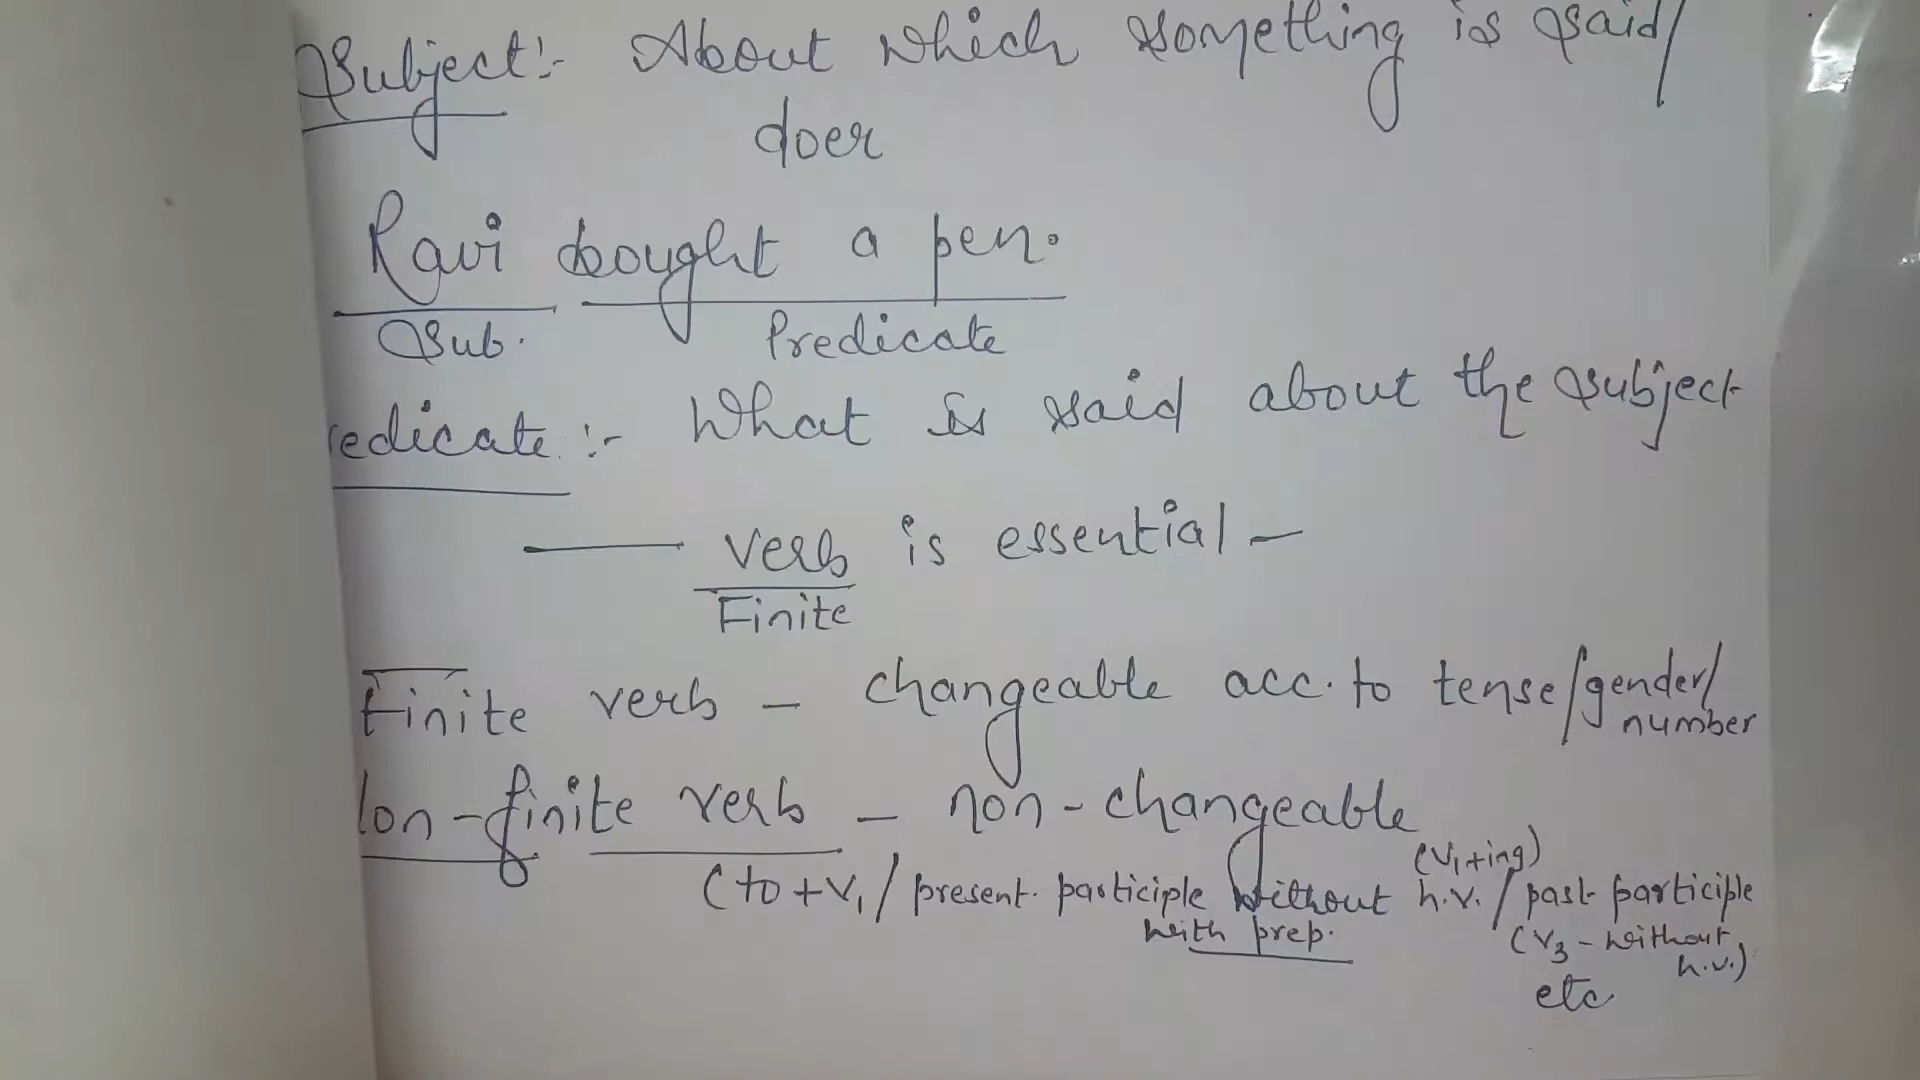 Subject:- About which something is said/
doer
Ravi bought a pen.
Sub. Predicate
redicate :- What is said about the subject
— verb is essential —
Finite
Finite verb - changeable acc. to tense/gender/
number
Non-finite verb - non-changeable
(V1+ing)
(to+V1/ present participle without h.v./ past participle
with prep. (V3 - without
h.v.)
etc